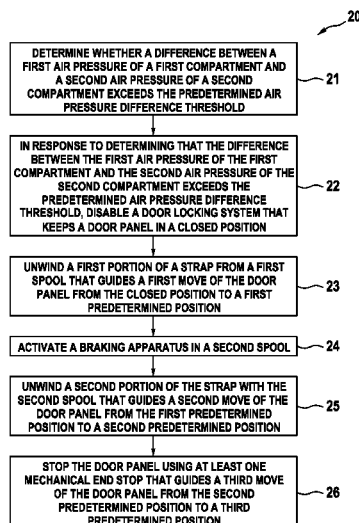 20
DETERMINE WHETHER A DIFFERENCE BETWEEN A
FIRST AIR PRESSURE OF A FIRST COMPARTMENT AND
A SECOND AIR PRESSURE OF A SECOND
COMPARTMENT EXCEEDS THE PREDETERMINED AIR
PRESSURE DIFFERENCE THRESHOLD
21
IN RESPONSE TO DETERMINING THAT THE DIFFERENCE
BETWEEN THE FIRST AIR PRESSURE OF THE FIRST
COMPARTMENT AND THE SECOND AIR PRESSURE OF THE
SECOND COMPARTMENT EXCEEDS THE
PREDETERMINED AIR PRESSURE DIFFERENCE
THRESHOLD, DISABLE A DOOR LOCKING SYSTEM THAT
KEEPS A DOOR PANEL IN A CLOSED POSITION
22
UNWIND A FIRST PORTION OF A STRAP FROM A FIRST
SPOOL THAT GUIDES A FIRST MOVE OF THE DOOR
PANEL FROM THE CLOSED POSITION TO A FIRST
PREDETERMINED POSITION
23
ACTIVATE A BRAKING APPARATUS IN A SECOND SPOOL
24
UNWIND A SECOND PORTION OF THE STRAP WITH THE
SECOND SPOOL THAT GUIDES A SECOND MOVE OF THE
DOOR PANEL FROM THE FIRST PREDETERMINED
POSITION TO A SECOND PREDETERMINED POSITION
25
STOP THE DOOR PANEL USING AT LEAST ONE
MECHANICAL END STOP THAT GUIDES A THIRD MOVE
OF THE DOOR PANEL FROM THE SECOND
PREDETERMINED POSITION TO A THIRD
PREDETERMINED POSITION
26